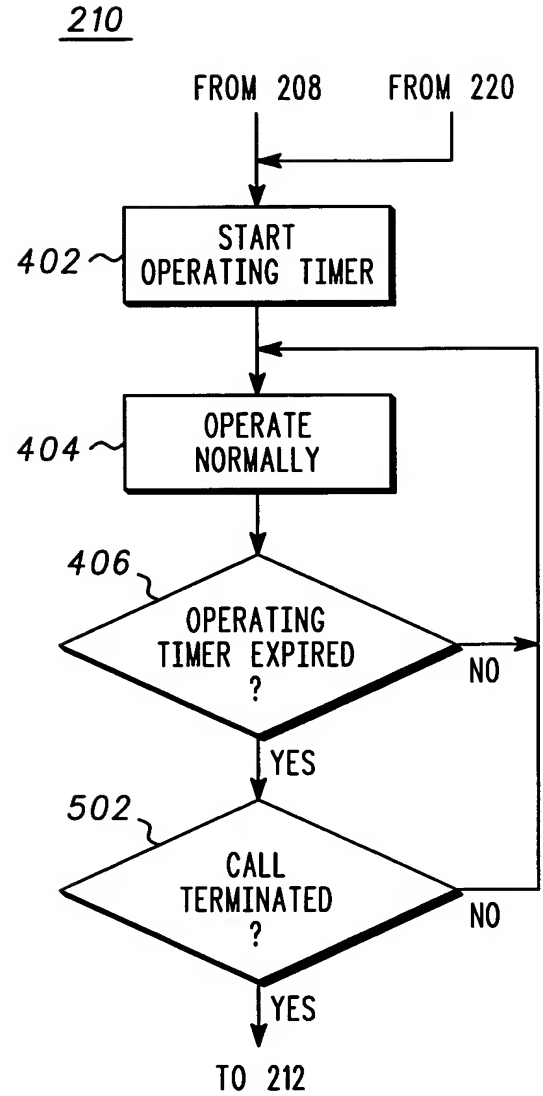 210
FROM 208 FROM 220
402
START
OPERATING TIMER
404
OPERATE
NORMALLY
406
OPERATING
TIMER EXPIRED
?
NO
YES
502
CALL
TERMINATED
?
NO
YES
TO 212